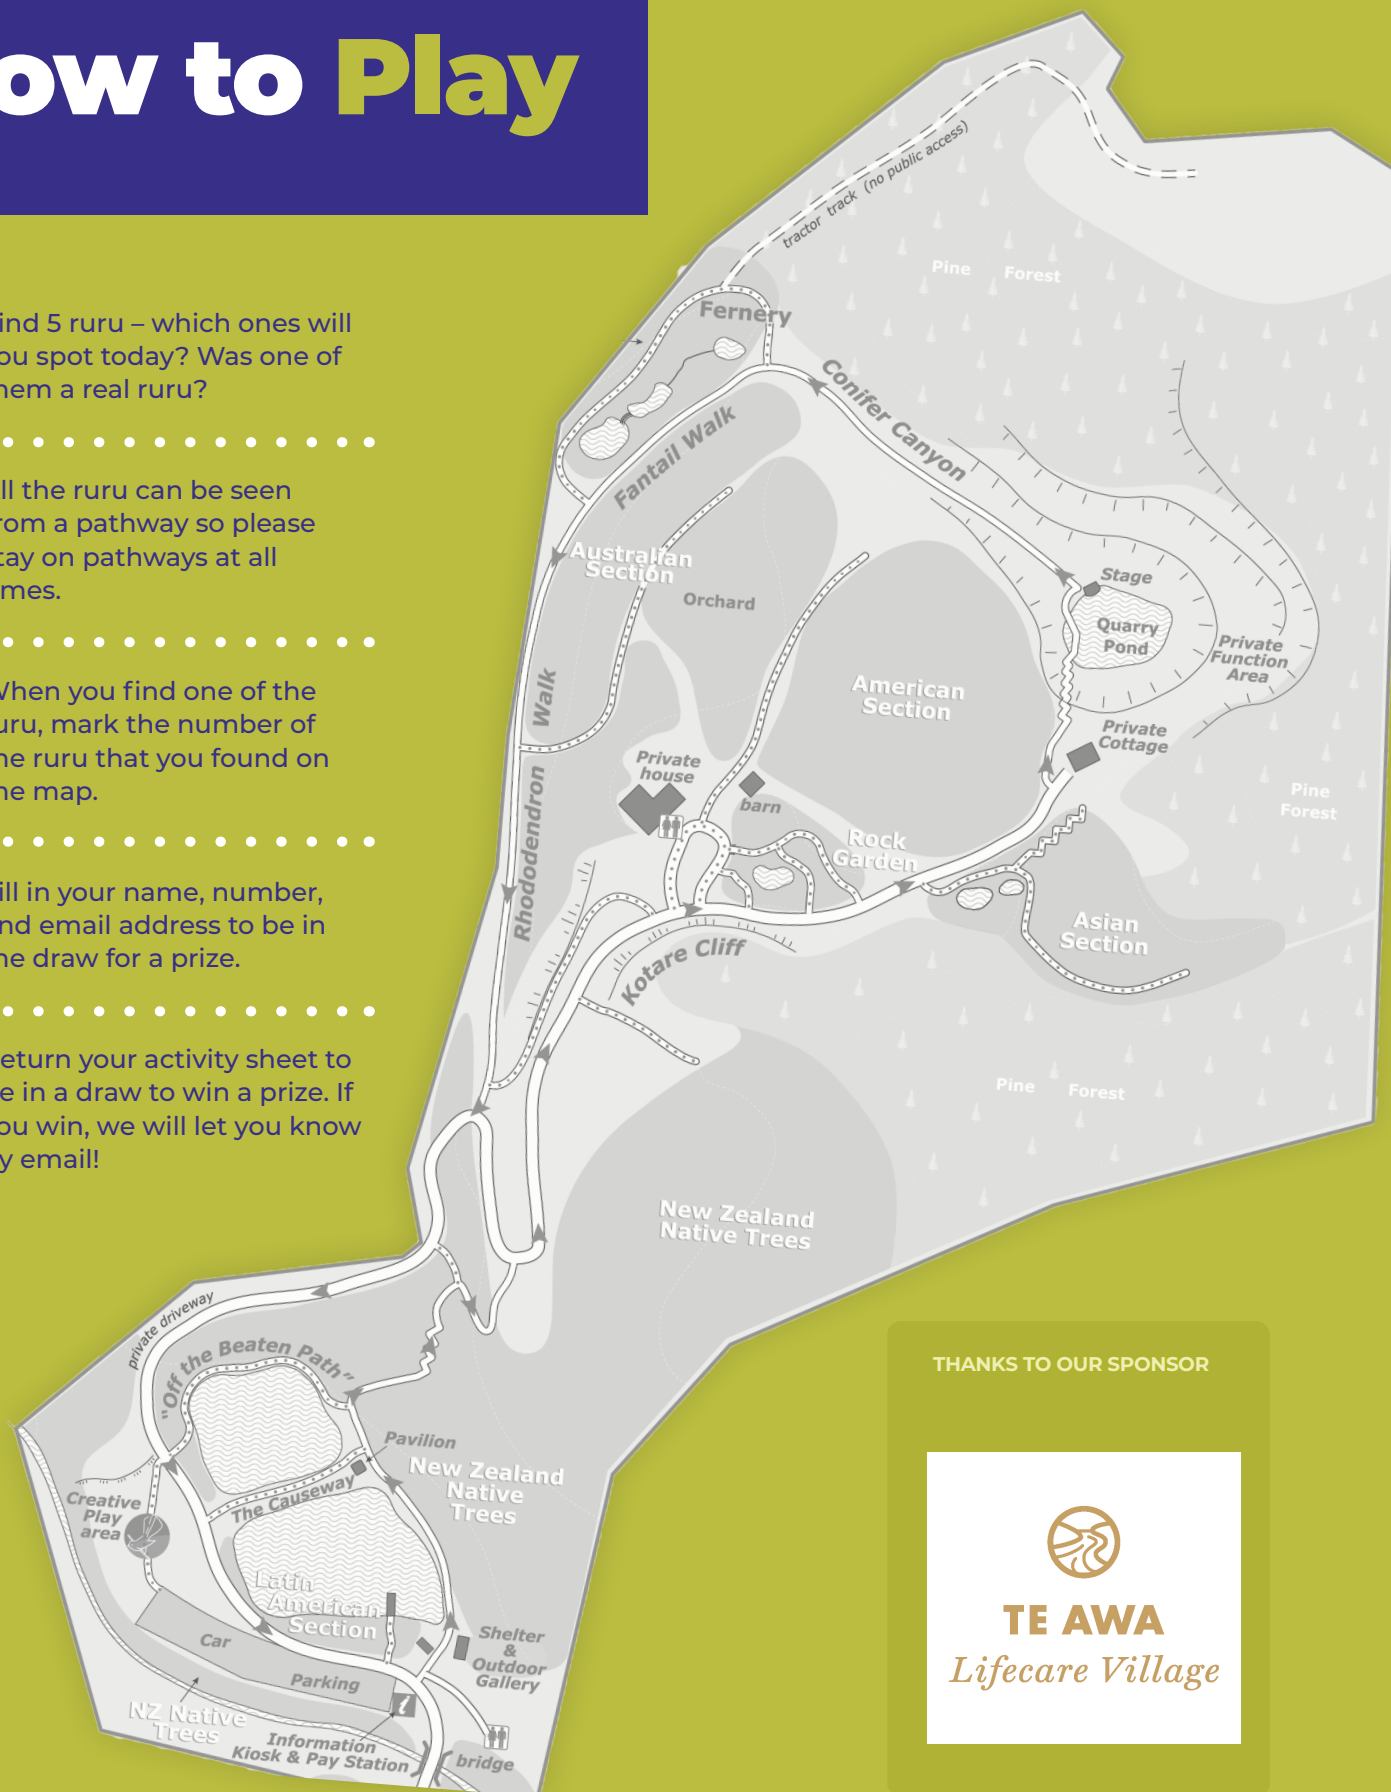 ow to Play
ind 5 ruru – which ones will
ou spot today? Was one of
hem a real ruru?
ll the ruru can be seen
rom a pathway so please
tay on pathways at all
mes.
When you find one of the
uru, mark the number of
he ruru that you found on
he map.
ill in your name, number,
nd email address to be in
he draw for a prize.
eturn your activity sheet to
e in a draw to win a prize. If
ou win, we will let you know
y email!
tractor track (no public access)
Pine Forest
Fernery
Conifer Canyon
Fantail Walk
Australian
Section
Orchard
Stage
Quarry
Pond
Private
Function
Area
American
Section
Rhododendron Walk
Private
Cottage
Private
house
barn
Pine
Forest
Rock
Garden
Asian
Section
Kotare Cliff
Pine Forest
New Zealand
Native Trees
private driveway
"Off the Beaten Path"
Pavilion
New Zealand
Native
Trees
The Causeway
Creative
Play
area
Latin
American
Section
Car
Parking
Shelter
&
Outdoor
Gallery
i
NZ Native
Trees
Information
Kiosk & Pay Station
bridge
THANKS TO OUR SPONSOR
TE AWA
Lifecare Village